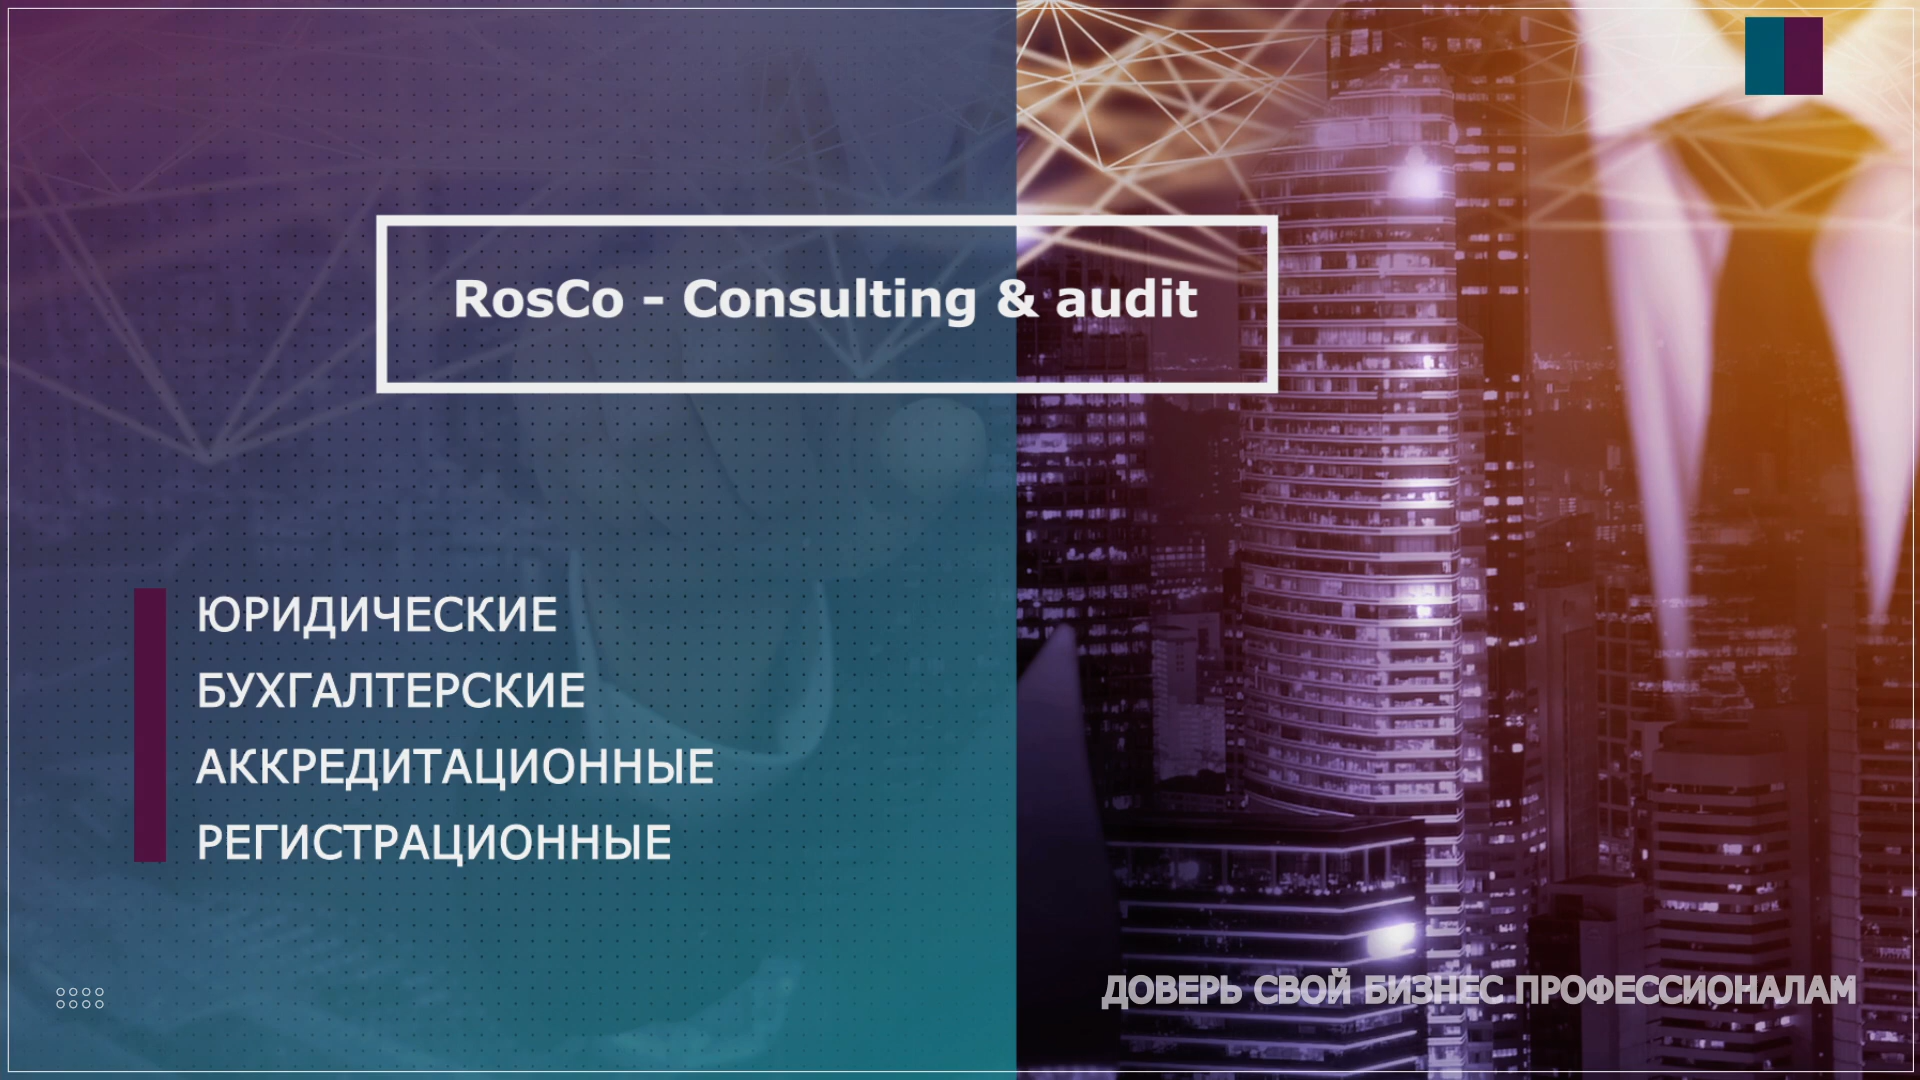 RosCo - Consulting & audit
ЮРИДИЧЕСКИЕ
БУХГАЛТЕРСКИЕ
АККРЕДИТАЦИОННЫЕ
РЕГИСТРАЦИОННЫЕ
ДОВЕРЬ СВОЙ БИЗНЕС ПРОФЕССИОНАЛАМ